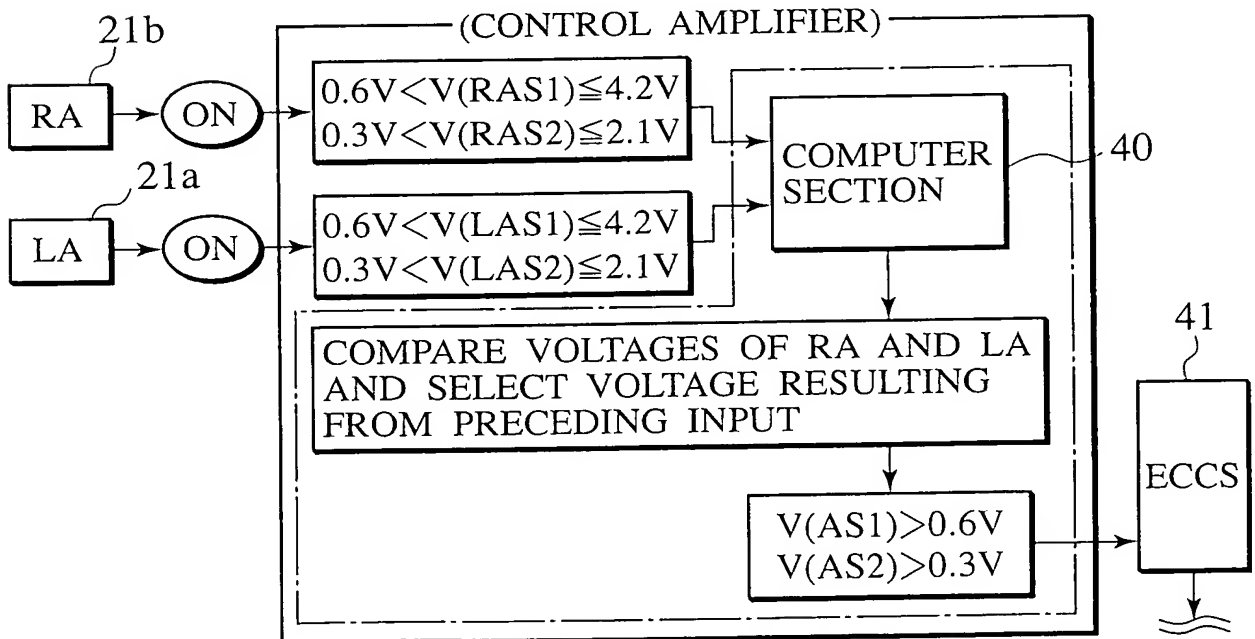 (CONTROL AMPLIFIER)
21b
RA
ON
0.6V<V(RAS1)≦4.2V
0.3V<V(RAS2)≦2.1V
21a
LA
ON
0.6V<V(LAS1)≦4.2V
0.3V<V(LAS2)≦2.1V
COMPUTER
SECTION
40
COMPARE VOLTAGES OF RA AND LA
AND SELECT VOLTAGE RESULTING
FROM PRECEDING INPUT
V(AS1)>0.6V
V(AS2)>0.3V
41
ECCS